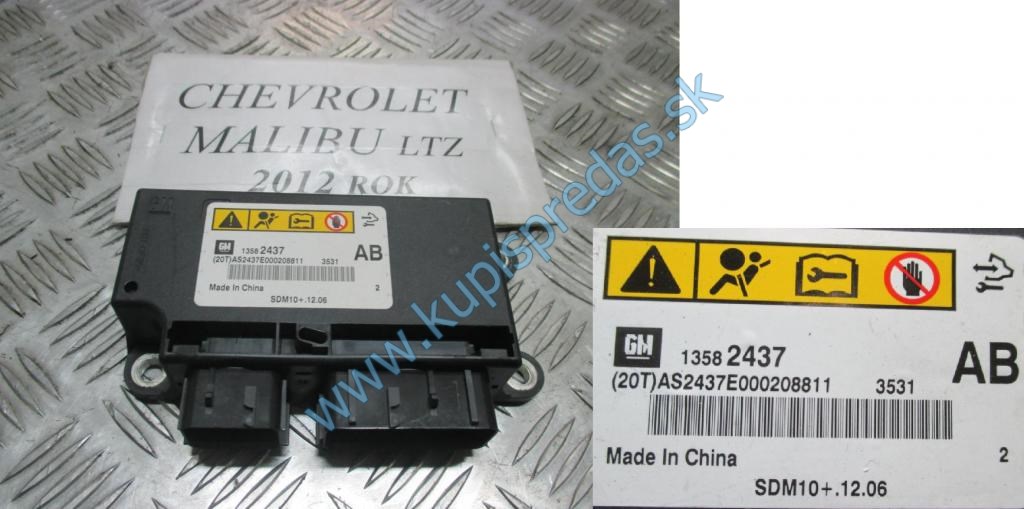 CHEVROLET
MALIBU LTZ
2012 ROK
www.kupispredas.sk
GM
1358 2437
AB
(20T)AS2437E000208811 3531
Made In China
2
SDM10+.12.06
GM
1358 2437
AB
(20T)AS2437E000208811 3531
Made In China
2
SDM10+.12.06